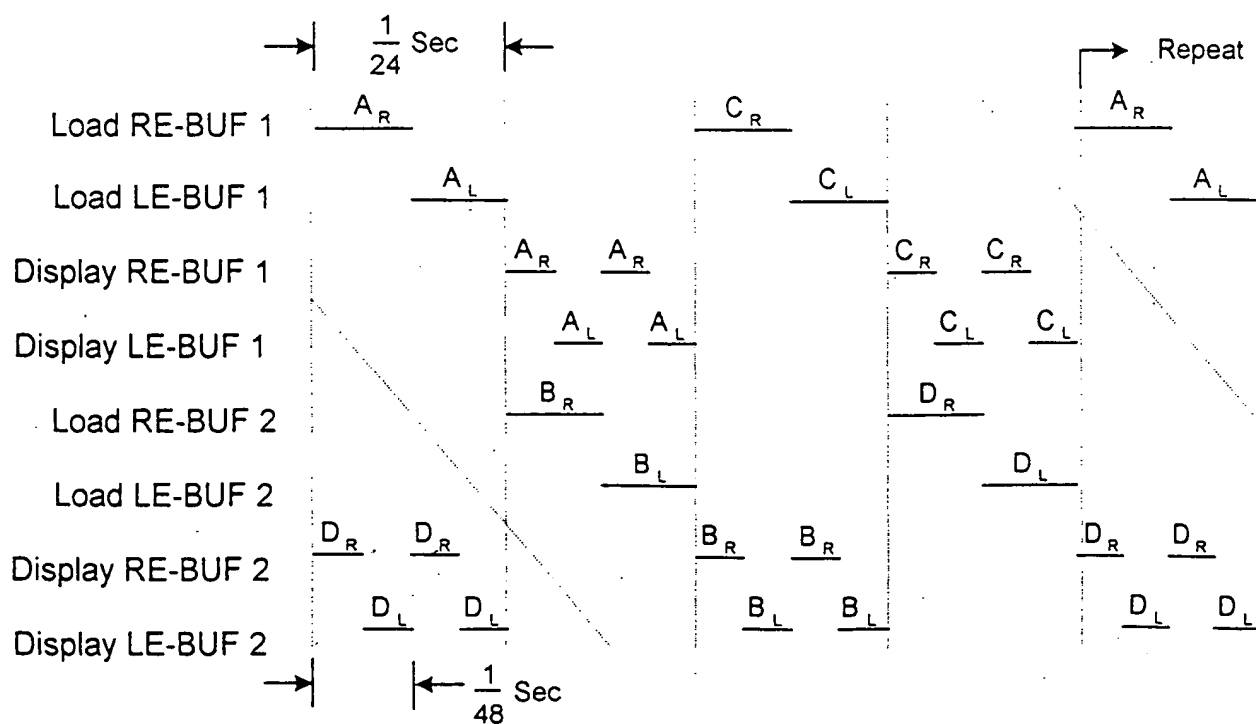 1/24 Sec
Repeat
Load RE-BUF 1 A_R C_R A_R
Load LE-BUF 1 A_L C_L A_L
Display RE-BUF 1 A_R A_R C_R C_R
Display LE-BUF 1 A_L A_L C_L C_L
Load RE-BUF 2 B_R D_R
Load LE-BUF 2 B_L D_L
Display RE-BUF 2 D_R D_R B_R B_R D_R D_R
Display LE-BUF 2 D_L D_L B_L B_L D_L D_L
1/48 Sec